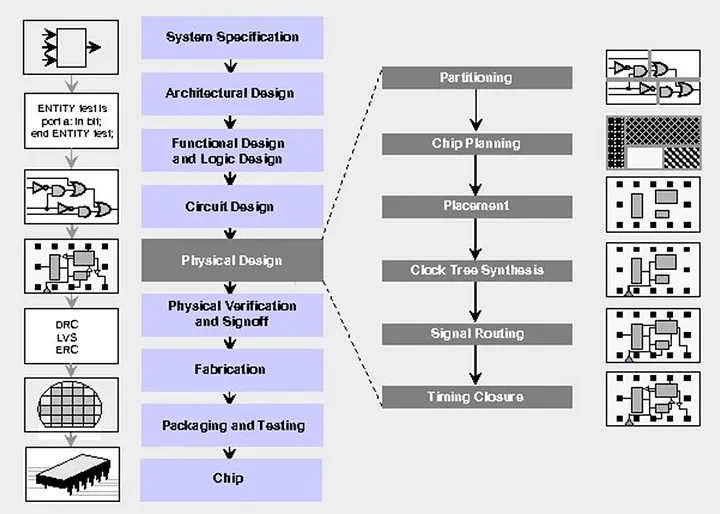 ENTITY test is
port a: in bit;
end ENTITY test;
DRC
LVS
ERC
System Specification
Architectural Design
Functional Design
and Logic Design
Circuit Design
Physical Design
Physical Verification
and Signoff
Fabrication
Packaging and Testing
Chip
Partitioning
Chip Planning
Placement
Clock Tree Synthesis
Signal Routing
Timing Closure